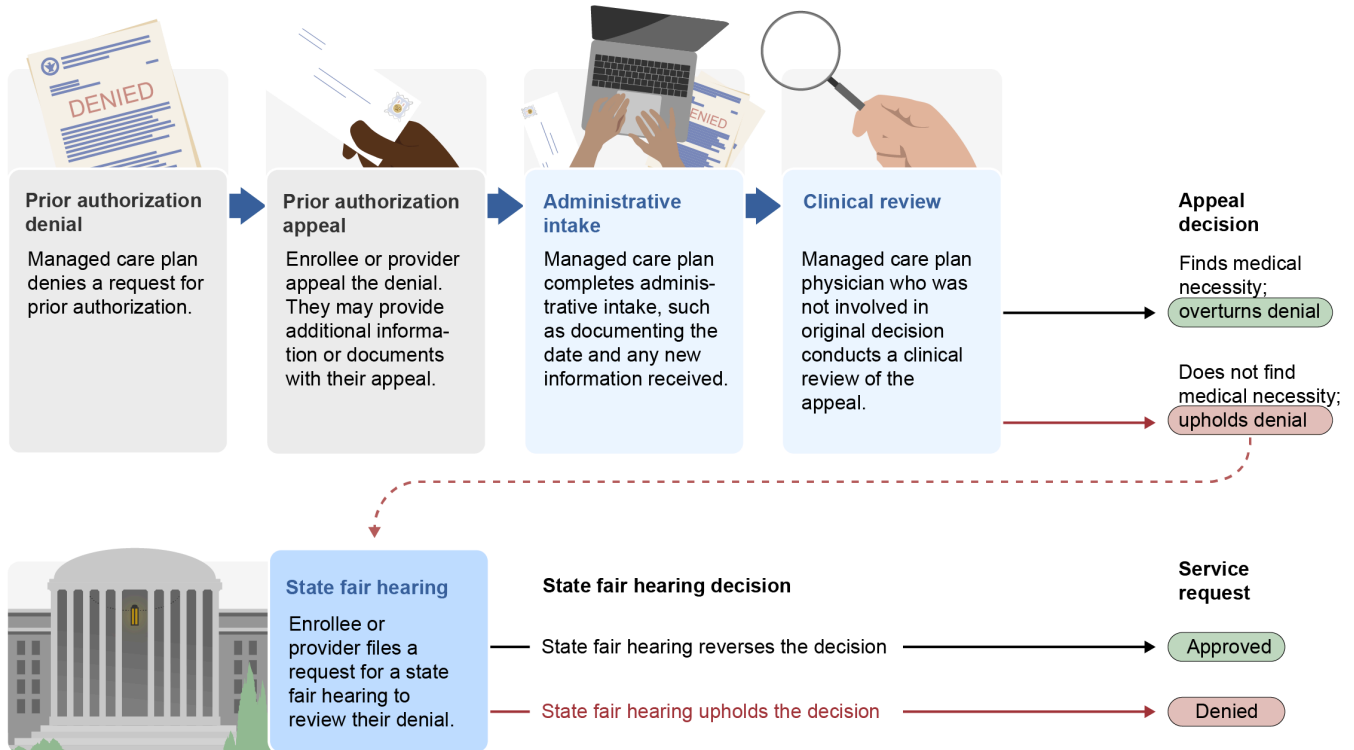 DENIED
DENIED
Prior authorization
denial
Managed care plan
denies a request for
prior authorization.
Prior authorization
appeal
Enrollee or provider
appeal the denial.
They may provide
additional informa-
tion or documents
with their appeal.
Administrative
intake
Managed care plan
completes adminis-
trative intake, such
as documenting the
date and any new
information received.
Clinical review
Managed care plan
physician who was
not involved in
original decision
conducts a clinical
review of the
appeal.
Appeal
decision
Finds medical
necessity;
overturns denial
Does not find
medical necessity;
upholds denial
State fair hearing
Enrollee or
provider files a
request for a state
fair hearing to
review their denial.
State fair hearing decision
State fair hearing reverses the decision
State fair hearing upholds the decision
Service
request
Approved
Denied